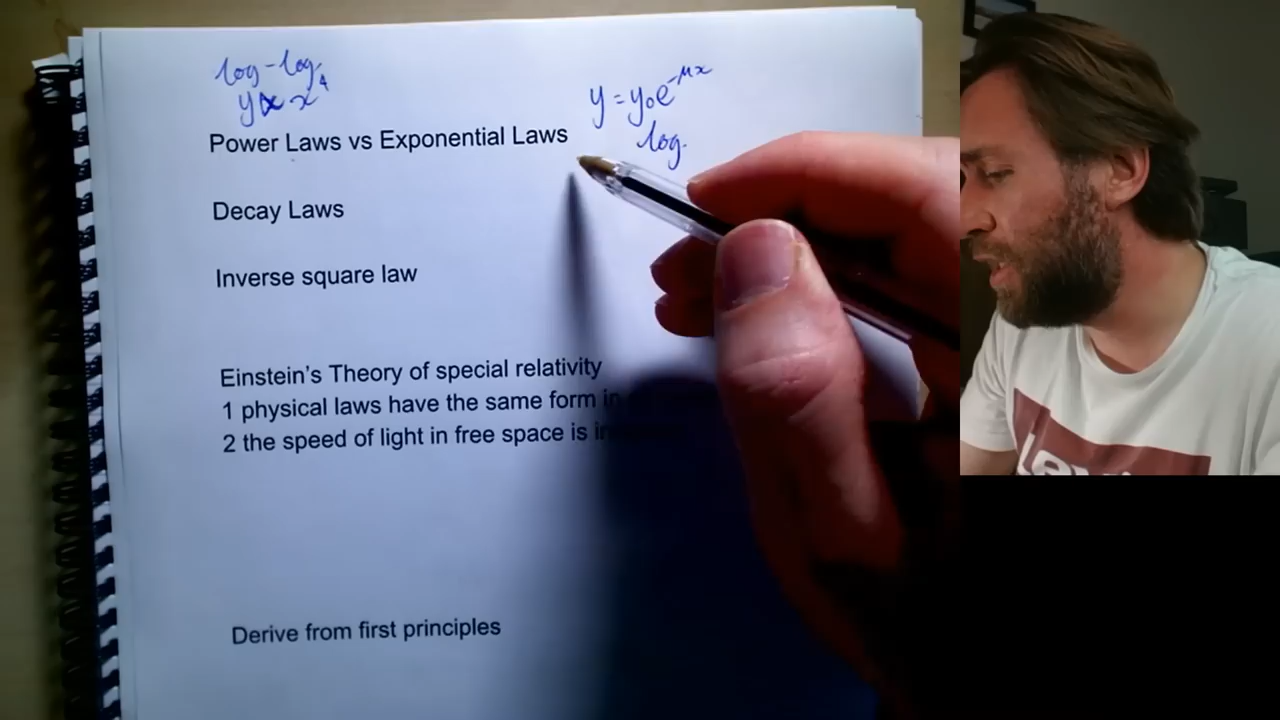 log-log
y ∝ x⁴
y = y₀e^-μx
log.
Power Laws vs Exponential Laws
Decay Laws
Inverse square law
Einstein's Theory of special relativity
1 physical laws have the same form in
2 the speed of light in free space is
Derive from first principles